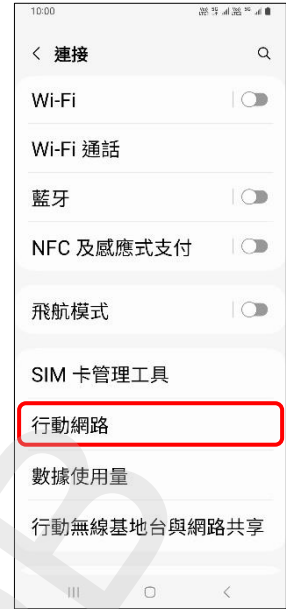 10:00
連接
Wi-Fi
Wi-Fi 通話
藍牙
NFC 及感應式支付
飛航模式
SIM 卡管理工具
行動網路
數據使用量
行動無線基地台與網路共享